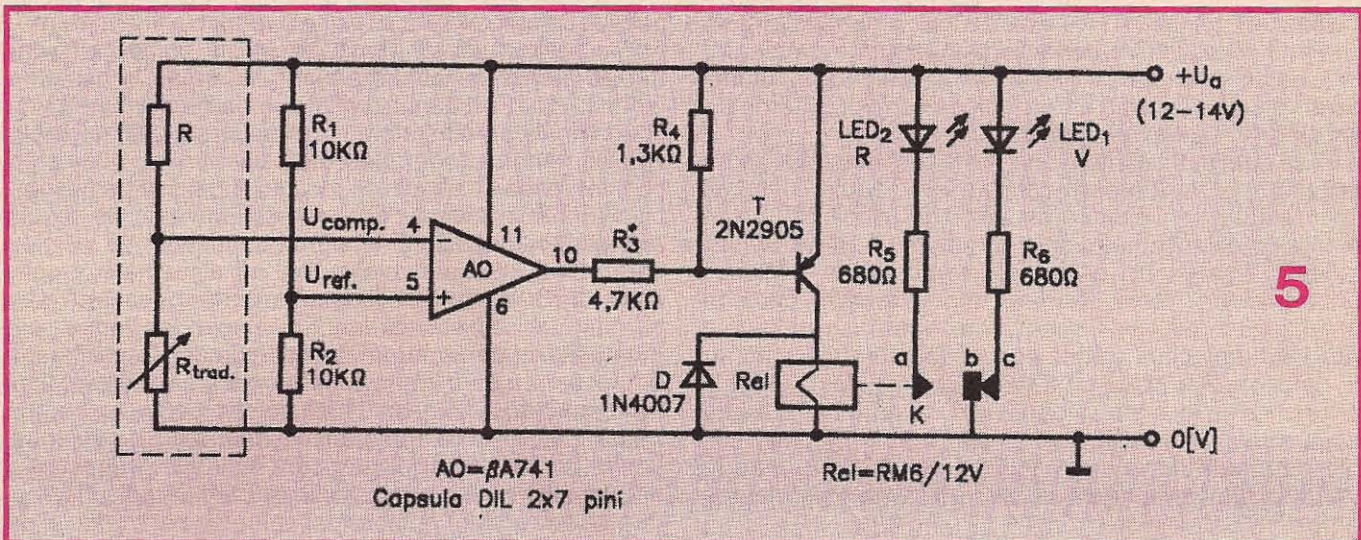 +Ua
(12-14V)
R
R1
10KΩ
R4
1,3KΩ
LED2
R
LED1
V
T
2N2905
Ucomp.
4
11
AO
10
R3*
4,7KΩ
Uref.
5
6
R5
680Ω
R6
680Ω
5
Rtrad.
R2
10KΩ
D
1N4007
Rel
a
b
c
K
0[V]
AO=βA741
Capsula DIL 2x7 pini
Rel=RM6/12V